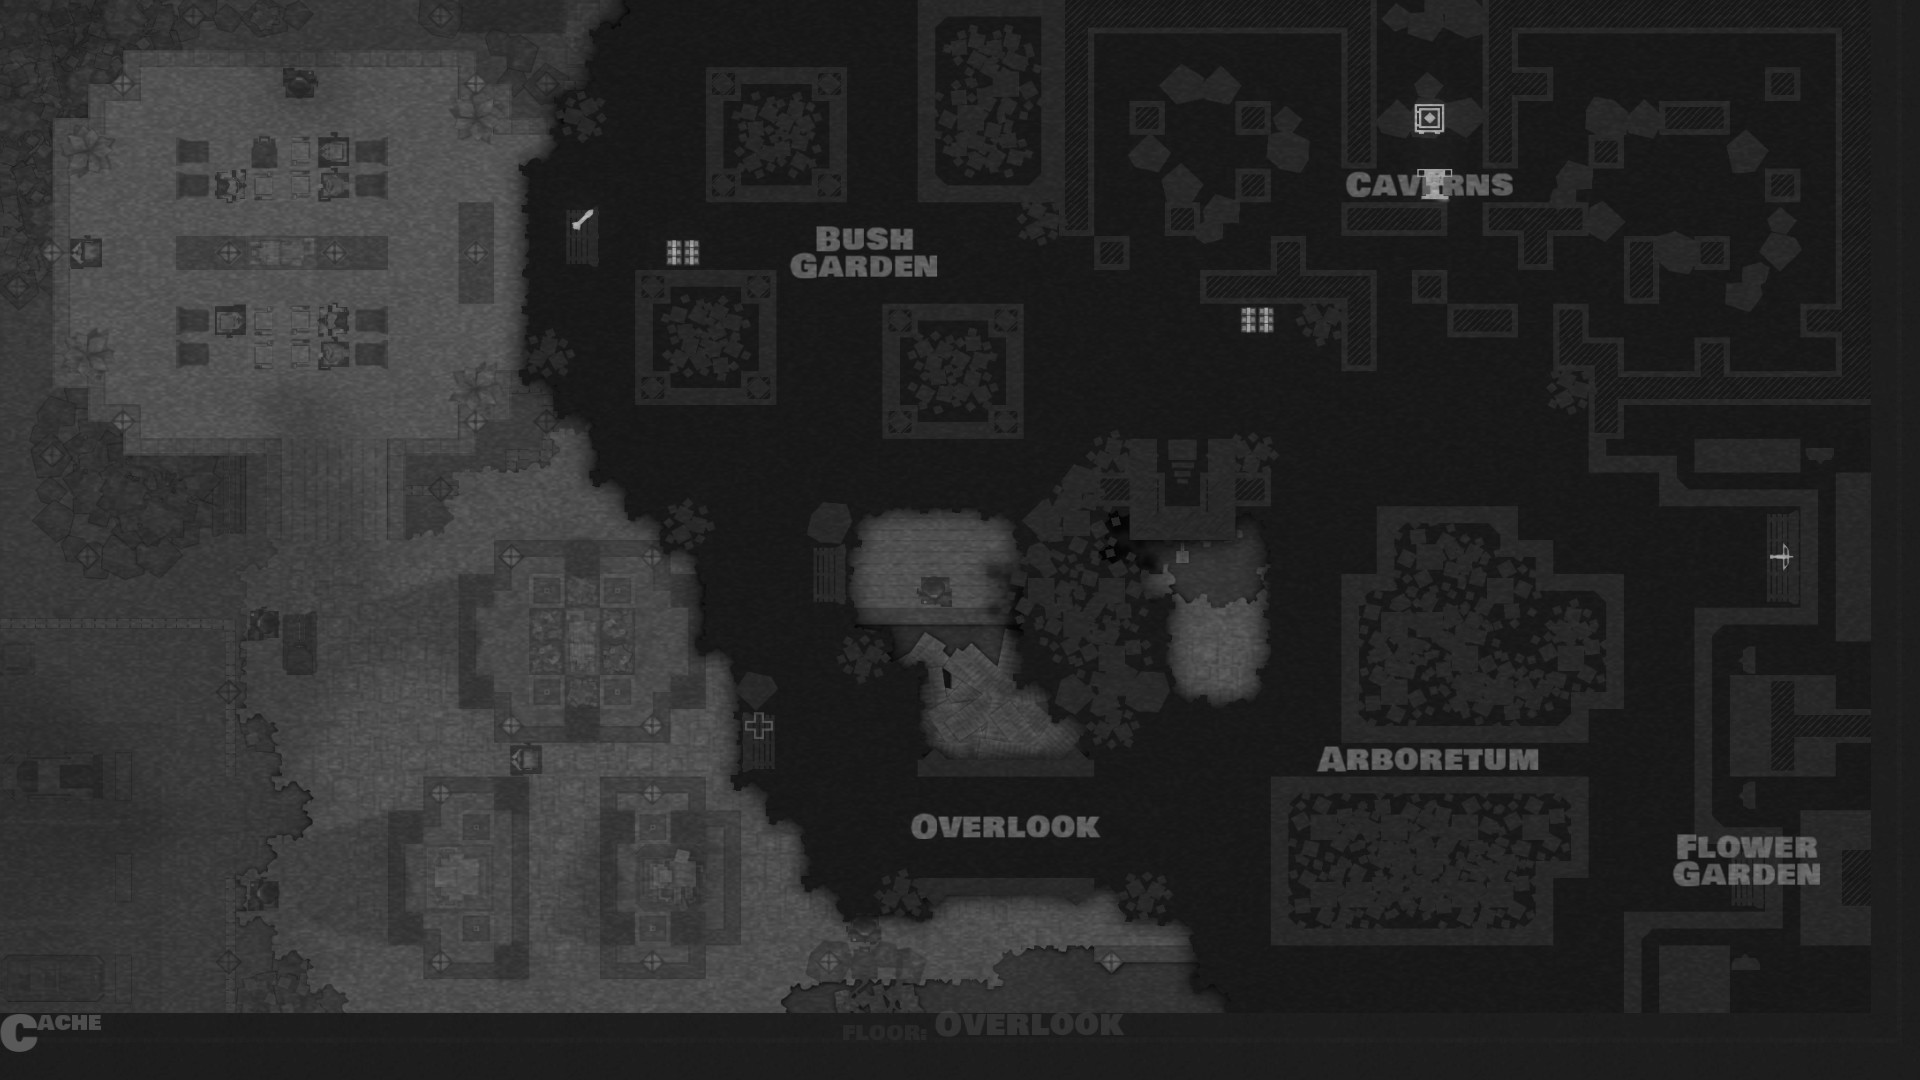 Caverns
Bush
Garden
Arboretum
Overlook
Flower
Garden
Cache
Floor: Overlook